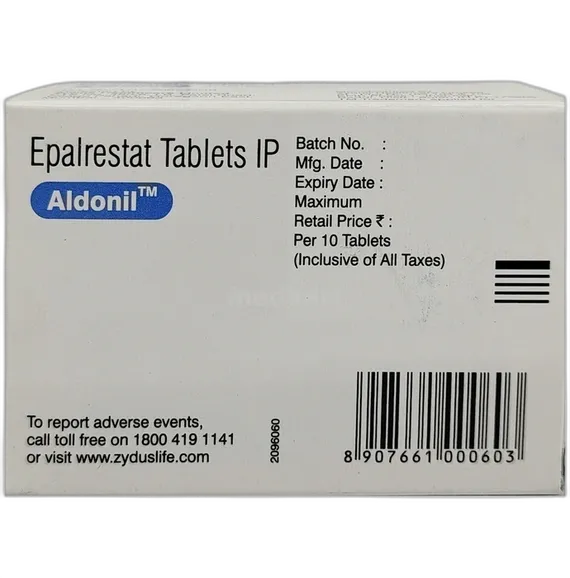 Epalrestat Tablets IP
Aldonil™
Batch No. :
Mfg. Date :
Expiry Date :
Maximum
Retail Price ₹ :
Per 10 Tablets
(Inclusive of All Taxes)
To report adverse events,
call toll free on 1800 419 1141
or visit www.zyduslife.com
2096060
8 907661 000603